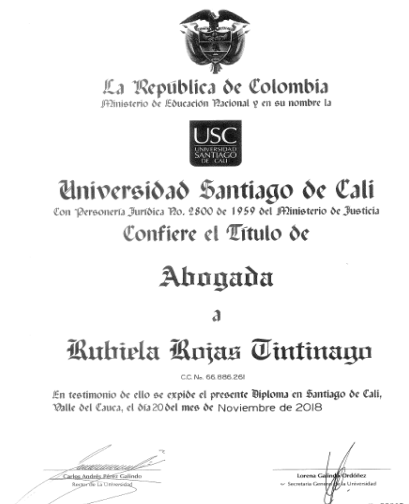 La República de Colombia
Ministerio de Educación Nacional y en su nombre la
USC
UNIVERSIDAD
SANTIAGO
DE CALI
Universidad Santiago de Cali
Con Personería Jurídica No. 2800 de 1959 del Ministerio de Justicia
Confiere el Título de
Abogada
a
Rubiela Rojas Tintinago
C.C. No. 66.886.261
En testimonio de ello se expide el presente Diploma en Santiago de Cali,
Valle del Cauca, el día 20 del mes de Noviembre de 2018
Carlos Andrés Pérez Galindo
Rector de La Universidad
Lorena Galindo Ordóñez
Secretaria General de la Universidad